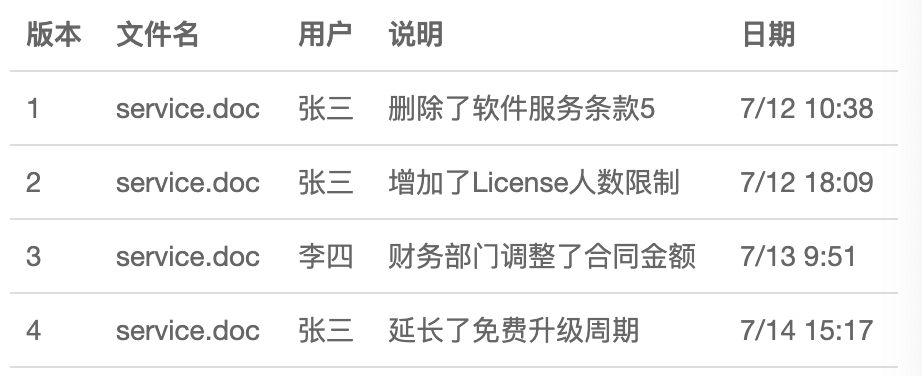 版本 文件名 用户 说明 日期
1 service.doc 张三 删除了软件服务条款5 7/12 10:38
2 service.doc 张三 增加了License人数限制 7/12 18:09
3 service.doc 李四 财务部门调整了合同金额 7/13 9:51
4 service.doc 张三 延长了免费升级周期 7/14 15:17